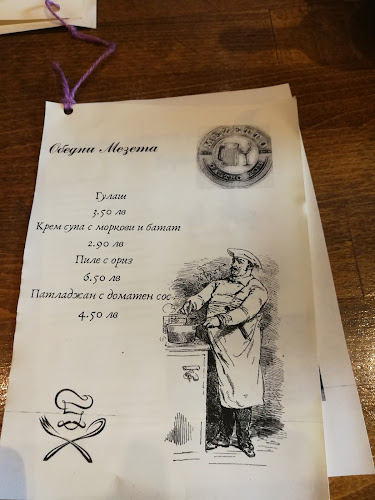 Обедни Мезета
Гулаш
3.50 лв
Крем супа с моркови и батат
2.90 лв
Пиле с ориз
6.50 лв
Патладжан с доматен сос
4.50 лв